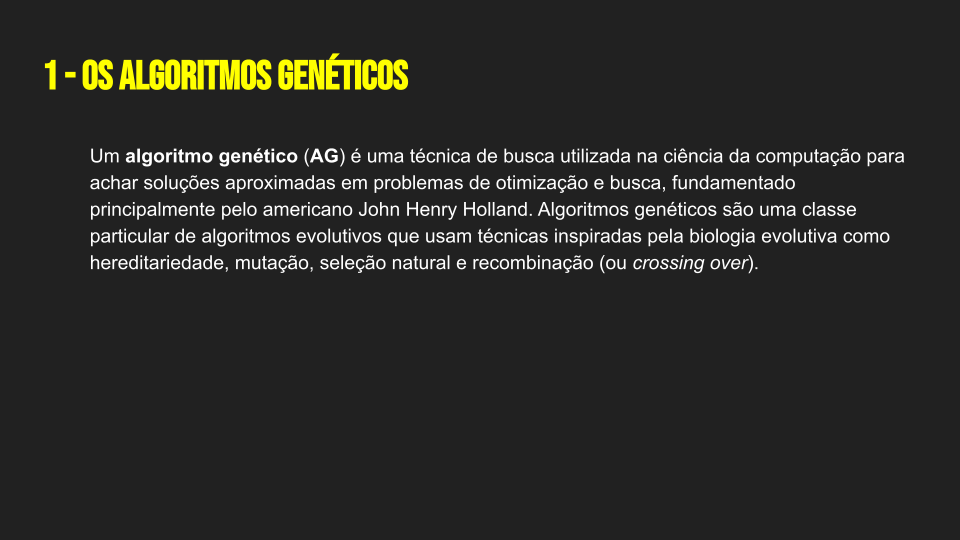 1 - OS ALGORITMOS GENÉTICOS
Um algoritmo genético (AG) é uma técnica de busca utilizada na ciência da computação para
achar soluções aproximadas em problemas de otimização e busca, fundamentado
principalmente pelo americano John Henry Holland. Algoritmos genéticos são uma classe
particular de algoritmos evolutivos que usam técnicas inspiradas pela biologia evolutiva como
hereditariedade, mutação, seleção natural e recombinação (ou crossing over).